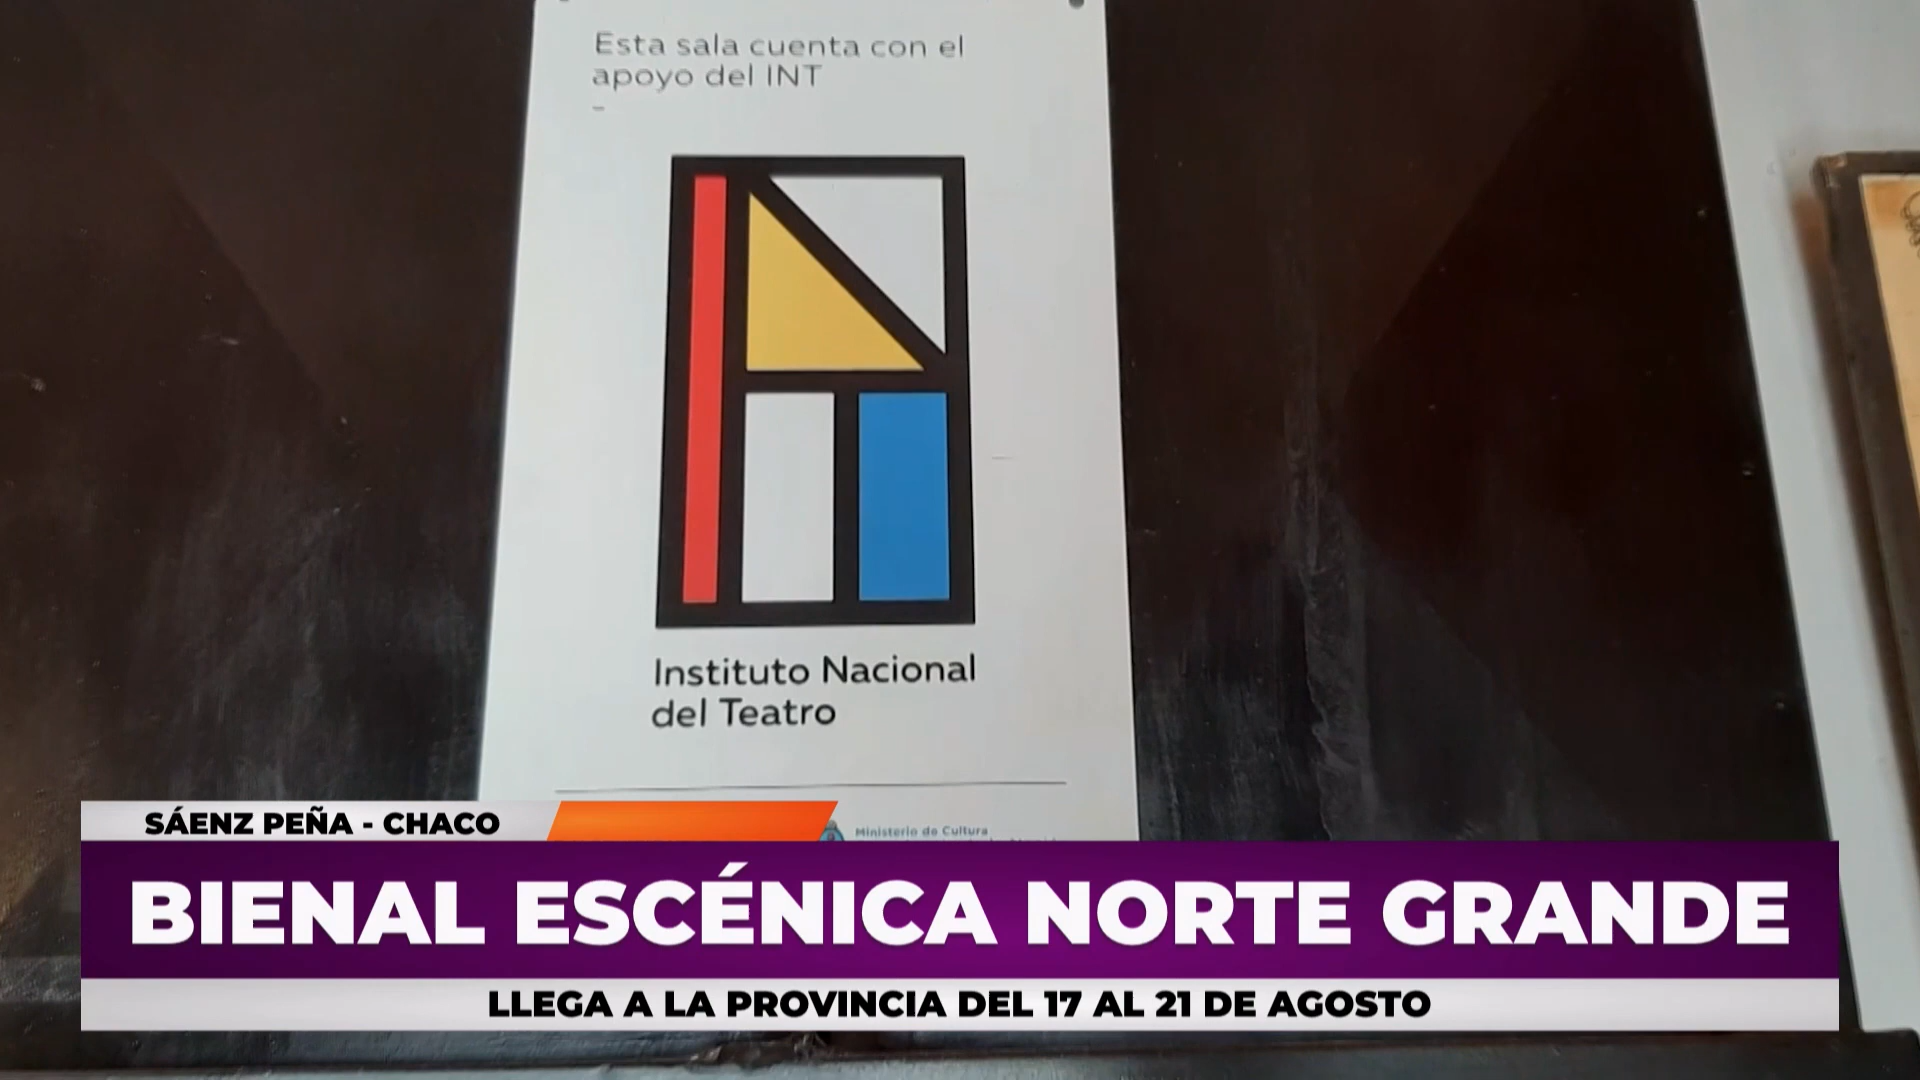 Esta sala cuenta con el
apoyo del INT
–
Instituto Nacional
del Teatro
Ministerio de Cultura
SÁENZ PEÑA - CHACO
BIENAL ESCÉNICA NORTE GRANDE
LLEGA A LA PROVINCIA DEL 17 AL 21 DE AGOSTO